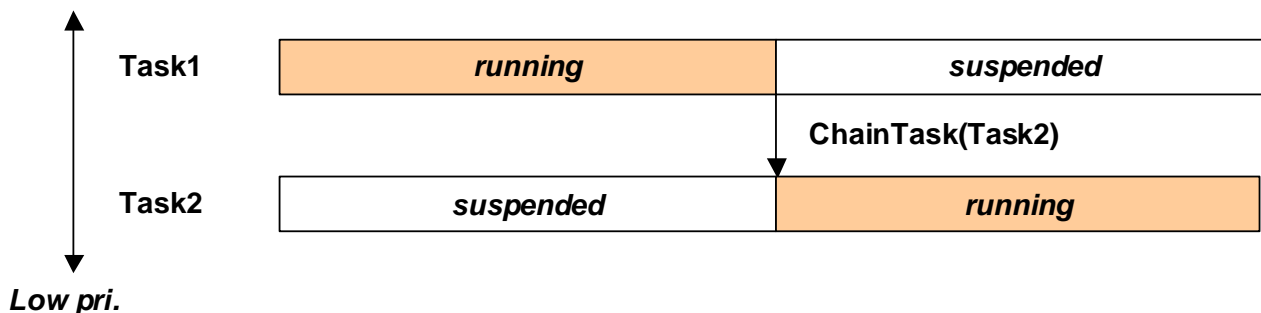 Task1 running suspended
ChainTask(Task2)
Task2 suspended running
Low pri.